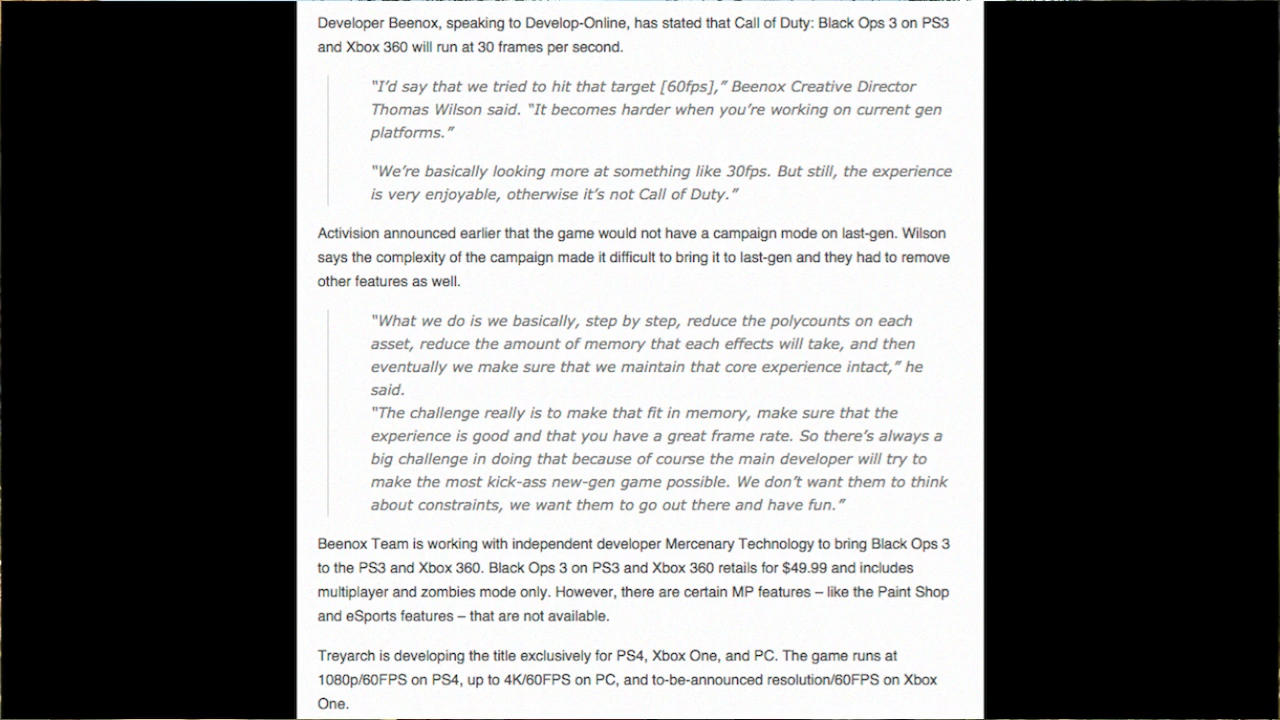 Developer Beenox, speaking to Develop-Online, has stated that Call of Duty: Black Ops 3 on PS3
and Xbox 360 will run at 30 frames per second.
“I’d say that we tried to hit that target [60fps],” Beenox Creative Director
Thomas Wilson said. “It becomes harder when you’re working on current gen
platforms.”
“We’re basically looking more at something like 30fps. But still, the experience
is very enjoyable, otherwise it’s not Call of Duty.”
Activision announced earlier that the game would not have a campaign mode on last-gen. Wilson
says the complexity of the campaign made it difficult to bring it to last-gen and they had to remove
other features as well.
“What we do is we basically, step by step, reduce the polycounts on each
asset, reduce the amount of memory that each effects will take, and then
eventually we make sure that we maintain that core experience intact,” he
said.
“The challenge really is to make that fit in memory, make sure that the
experience is good and that you have a great frame rate. So there’s always a
big challenge in doing that because of course the main developer will try to
make the most kick-ass new-gen game possible. We don’t want them to think
about constraints, we want them to go out there and have fun.”
Beenox Team is working with independent developer Mercenary Technology to bring Black Ops 3
to the PS3 and Xbox 360. Black Ops 3 on PS3 and Xbox 360 retails for $49.99 and includes
multiplayer and zombies mode only. However, there are certain MP features – like the Paint Shop
and eSports features – that are not available.
Treyarch is developing the title exclusively for PS4, Xbox One, and PC. The game runs at
1080p/60FPS on PS4, up to 4K/60FPS on PC, and to-be-announced resolution/60FPS on Xbox
One.